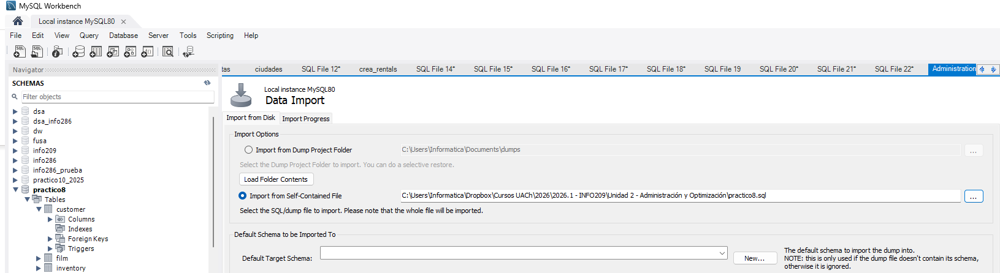 MySQL Workbench
Local instance MySQL80
File Edit View Query Database Server Tools Scripting Help
Navigator
SCHEMAS
Filter objects
dsa
dsa_info286
dw
fusa
info209
info286
info286_prueba
practico10_2025
practico8
Tables
customer
Columns
Indexes
Foreign Keys
Triggers
film
inventory
tas ciudades SQL File 12* crea_rentals SQL File 14* SQL File 15* SQL File 16* SQL File 17* SQL File 18* SQL File 19 SQL File 20* SQL File 21* SQL File 22* Administration
Local instance MySQL80
Data Import
Import from Disk Import Progress
Import Options
Import from Dump Project Folder C:\Users\Informatica\Documents\dumps ...
Select the Dump Project Folder to import. You can do a selective restore.
Load Folder Contents
Import from Self-Contained File C:\Users\Informatica\Dropbox\Cursos UACh\2026\2026.1 - INFO209\Unidad 2 - Administración y Optimización\practico8.sql ...
Select the SQL/dump file to import. Please note that the whole file will be imported.
Default Schema to be Imported To
Default Target Schema: New...
The default schema to import the dump into.
NOTE: this is only used if the dump file doesn't contain its schema,
otherwise it is ignored.